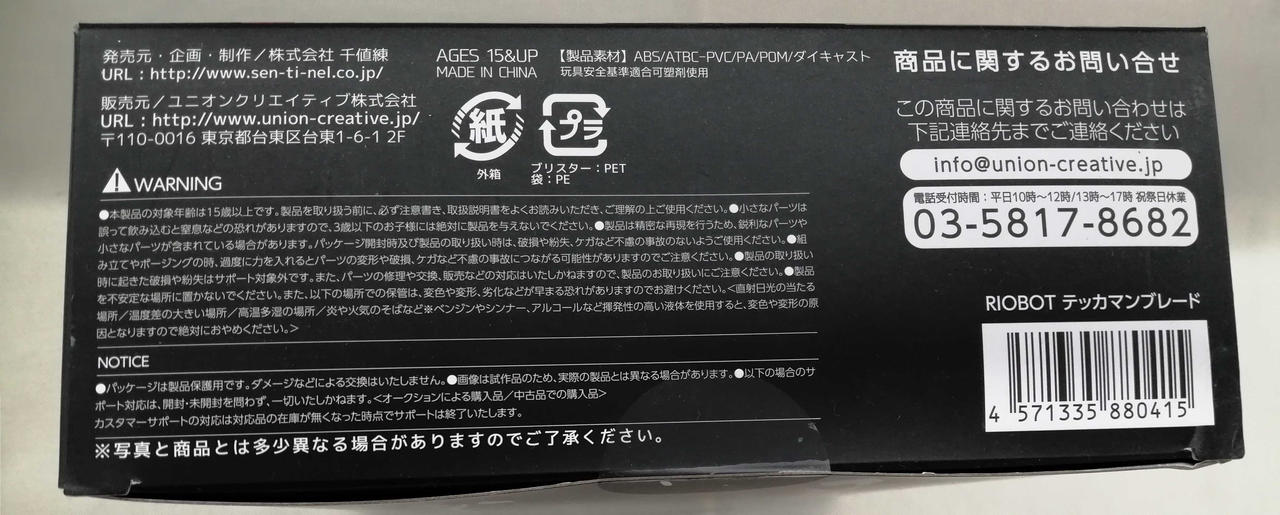 発売元・企画・制作／株式会社 千値練
URL：http://www.sen-ti-nel.co.jp/
販売元／ユニオンクリエイティブ株式会社
URL：http://www.union-creative.jp/
〒110-0016 東京都台東区台東1-6-1 2F
AGES 15&UP
MADE IN CHINA
【製品素材】ABS/ATBC-PVC/PA/POM/ダイキャスト
玩具安全基準適合可塑剤使用
紙
外箱
プラ
ブリスター：PET
袋：PE
WARNING
●本製品の対象年齢は15歳以上です。製品を取り扱う前に、必ず注意書き、取扱説明書をよくお読みいただき、ご理解の上ご使用ください。●小さなパーツは
誤って飲み込むと窒息などの恐れがありますので、3歳以下のお子様には絶対に製品を与えないでください。●製品は精密な再現を行うため、鋭利なパーツや
小さなパーツが含まれている場合があります。パッケージ開封時及び製品の取り扱い時は、破損や紛失、ケガなど不慮の事故のないようご使用ください。●組
み立てやポージングの時、過度に力を入れるとパーツの変形や破損、ケガなど不慮の事故につながる可能性がありますのでご注意ください。●製品の取り扱い
時に起きた破損や紛失はサポート対象外です。また、パーツの修理や交換、販売などの対応はいたしかねますので、製品のお取り扱いにご注意ください。●製品
を不安定な場所に置かないでください。また、以下の場所での保管は、変色や変形、劣化などが早まる恐れがありますのでお避けください。＜直射日光の当たる
場所／温度差の大きい場所／高温多湿の場所／炎や火気のそばなど※ベンジンやシンナー、アルコールなど揮発性の高い液体を使用すると、変色や変形の原
因となりますので絶対におやめください。＞
NOTICE
●パッケージは製品保護用です。ダメージなどによる交換はいたしません。●画像は試作品のため、実際の製品とは異なる場合があります。●以下の場合のサ
ポート対応は、開封・未開封を問わず、一切いたしかねます。＜オークションによる購入品／中古品での購入品＞
カスタマーサポートの対応は対応品の在庫が無くなった時点でサポートは終了いたします。
※写真と商品とは多少異なる場合がありますのでご了承ください。
商品に関するお問い合せ
この商品に関するお問い合わせは
下記連絡先までご連絡ください
info@union-creative.jp
電話受付時間：平日10時～12時/13時～17時 祝祭日休業
03-5817-8682
RIOBOT テッカマンブレード
4 571335 880415